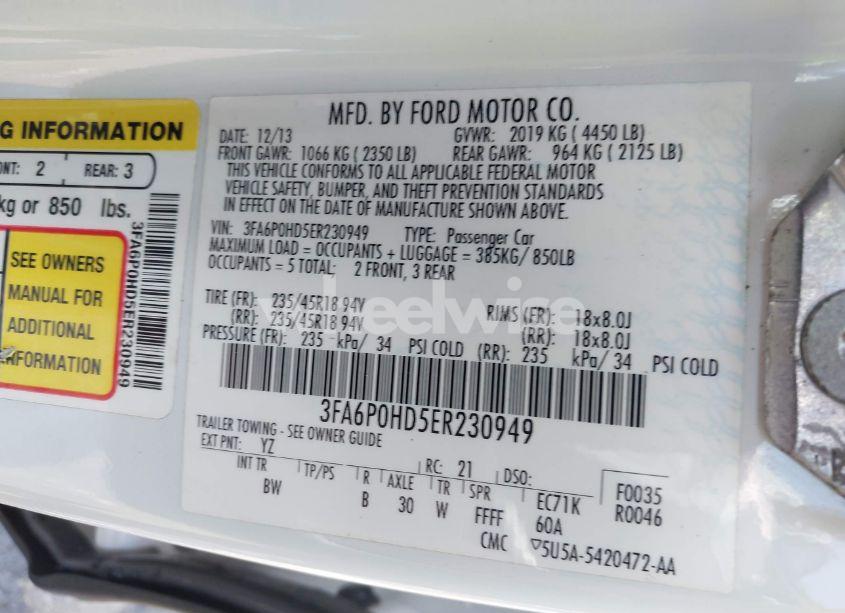 G INFORMATION
NT: 2 REAR: 3
kg or 850 lbs.
SEE OWNERS
MANUAL FOR
ADDITIONAL
INFORMATION
3FA6P0HD5ER230949
MFD. BY FORD MOTOR CO.
DATE: 12/13 GVWR: 2019 KG ( 4450 LB)
FRONT GAWR: 1066 KG ( 2350 LB) REAR GAWR: 964 KG ( 2125 LB)
THIS VEHICLE CONFORMS TO ALL APPLICABLE FEDERAL MOTOR
VEHICLE SAFETY, BUMPER, AND THEFT PREVENTION STANDARDS
IN EFFECT ON THE DATE OF MANUFACTURE SHOWN ABOVE.
VIN: 3FA6P0HD5ER230949 TYPE: Passenger Car
MAXIMUM LOAD = OCCUPANTS + LUGGAGE = 385KG/ 850LB
OCCUPANTS = 5 TOTAL; 2 FRONT, 3 REAR
TIRE (FR): 235/45R18 94V RIMS (FR): 18x8.0J
(RR): 235/45R18 94V (RR): 18x8.0J
PRESSURE (FR): 235 kPa/ 34 PSI COLD (RR): 235 kPa/ 34 PSI COLD
3FA6P0HD5ER230949
TRAILER TOWING - SEE OWNER GUIDE
EXT PNT: YZ RC: 21 DSO: F0035
INT TR TP/PS R AXLE TR SPR EC71K R0046
BW B 30 W FFFF 60A
CMC ▽5U5A-5420472-AA